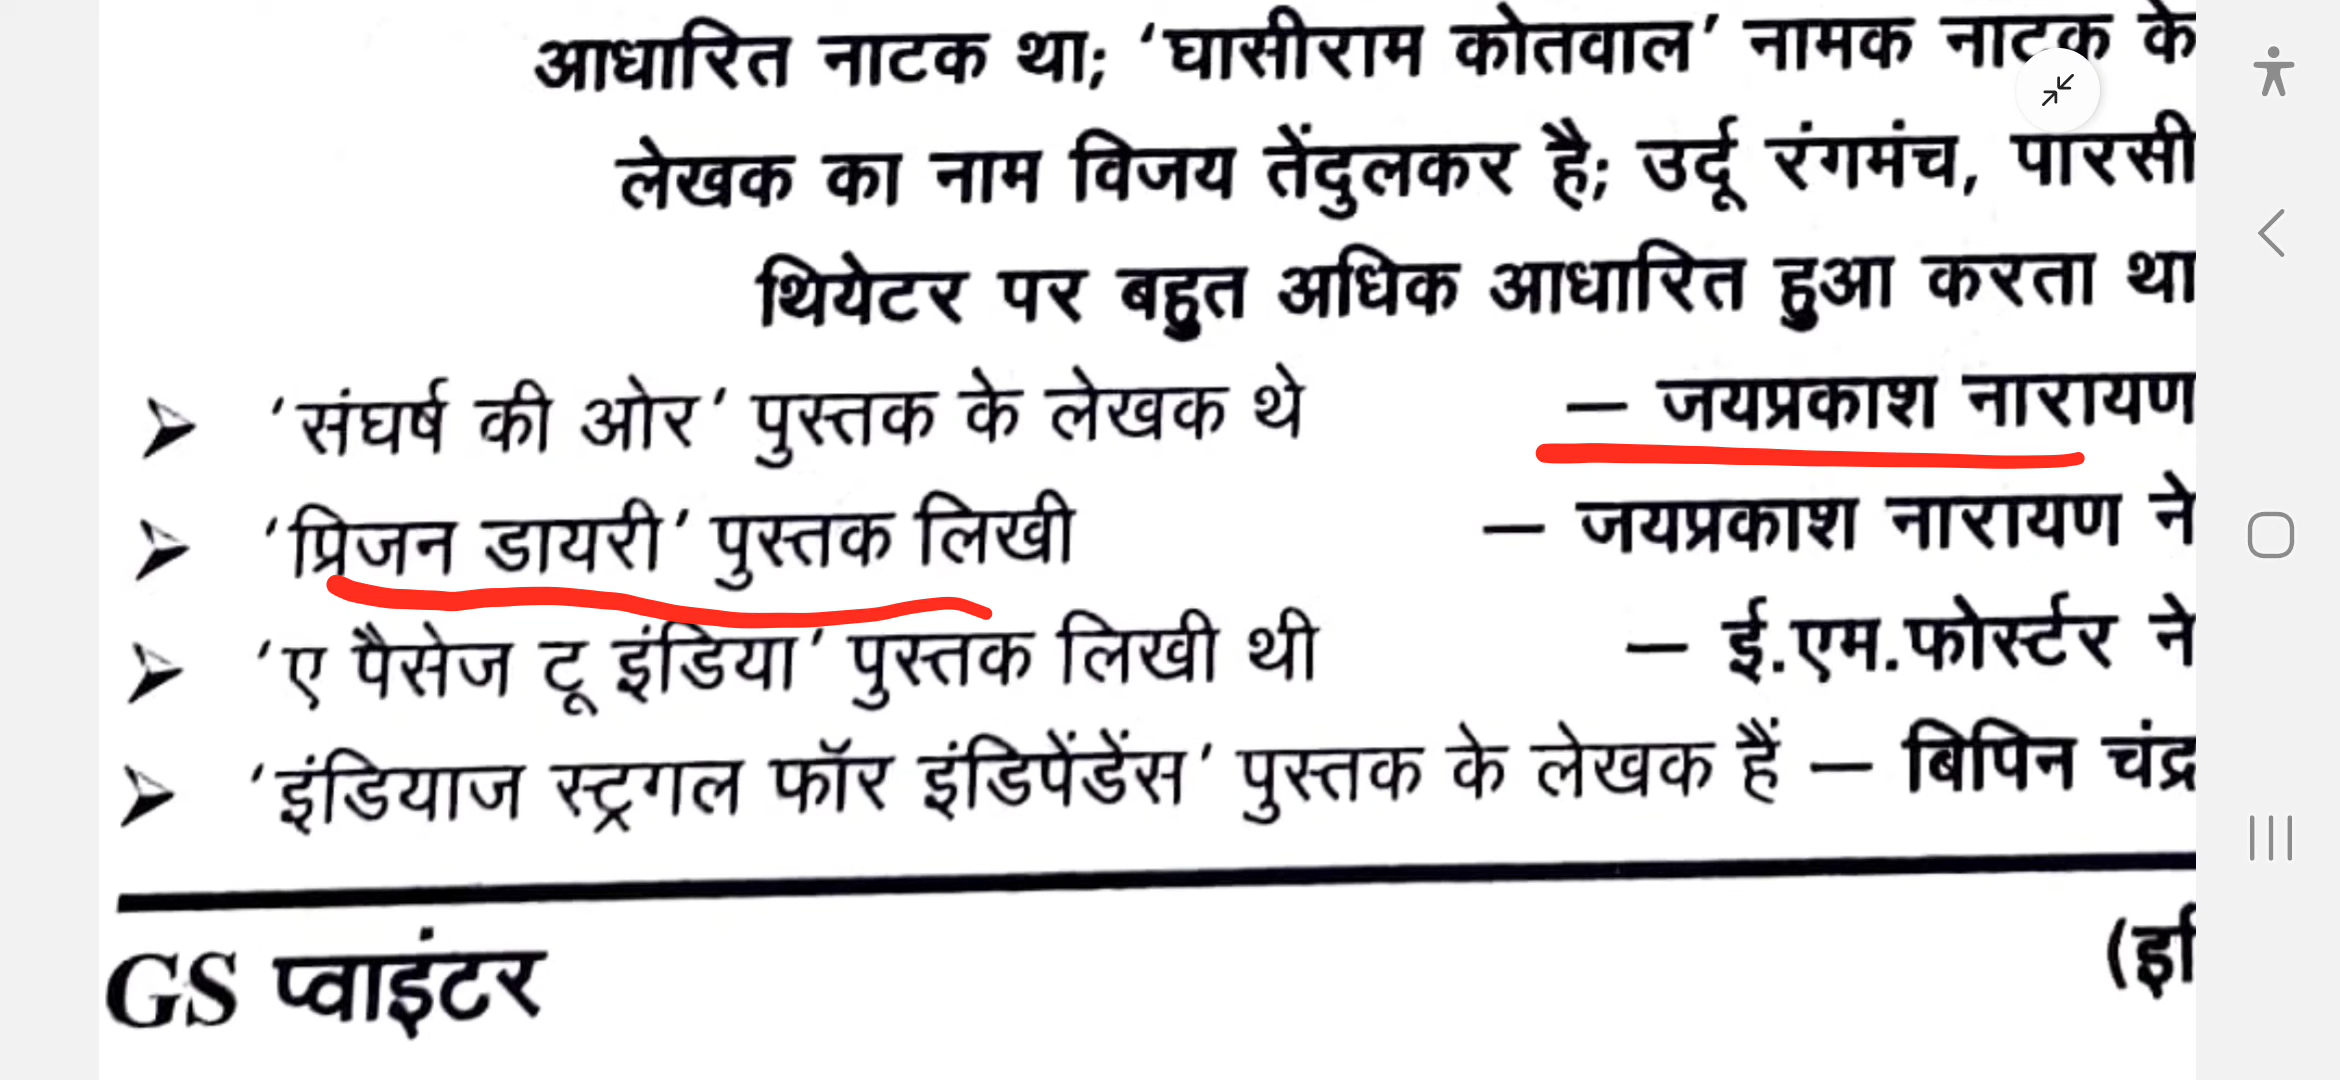 आधारित नाटक था; ‘घासीराम कोतवाल’ नामक नाटक के
लेखक का नाम विजय तेंदुलकर है; उर्दू रंगमंच, पारसी
थियेटर पर बहुत अधिक आधारित हुआ करता था
➢ ‘संघर्ष की ओर’ पुस्तक के लेखक थे — जयप्रकाश नारायण
➢ ‘प्रिजन डायरी’ पुस्तक लिखी — जयप्रकाश नारायण ने
➢ ‘ए पैसेज टू इंडिया’ पुस्तक लिखी थी — ई.एम.फोर्स्टर ने
➢ ‘इंडियाज स्ट्रगल फॉर इंडिपेंडेंस’ पुस्तक के लेखक हैं — बिपिन चंद्र
GS प्वाइंटर